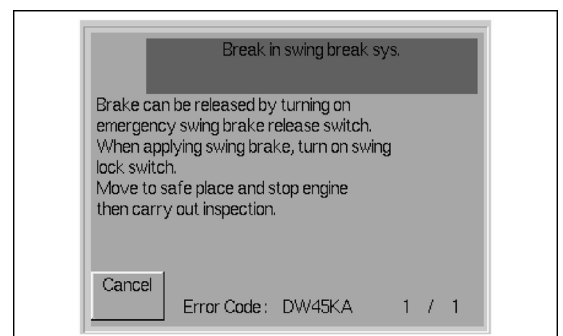 Break in swing break sys.
Brake can be released by turning on
emergency swing brake release switch.
When applying swing brake, turn on swing
lock switch.
Move to safe place and stop engine
then carry out inspection.
Cancel
Error Code : DW45KA 1 / 1